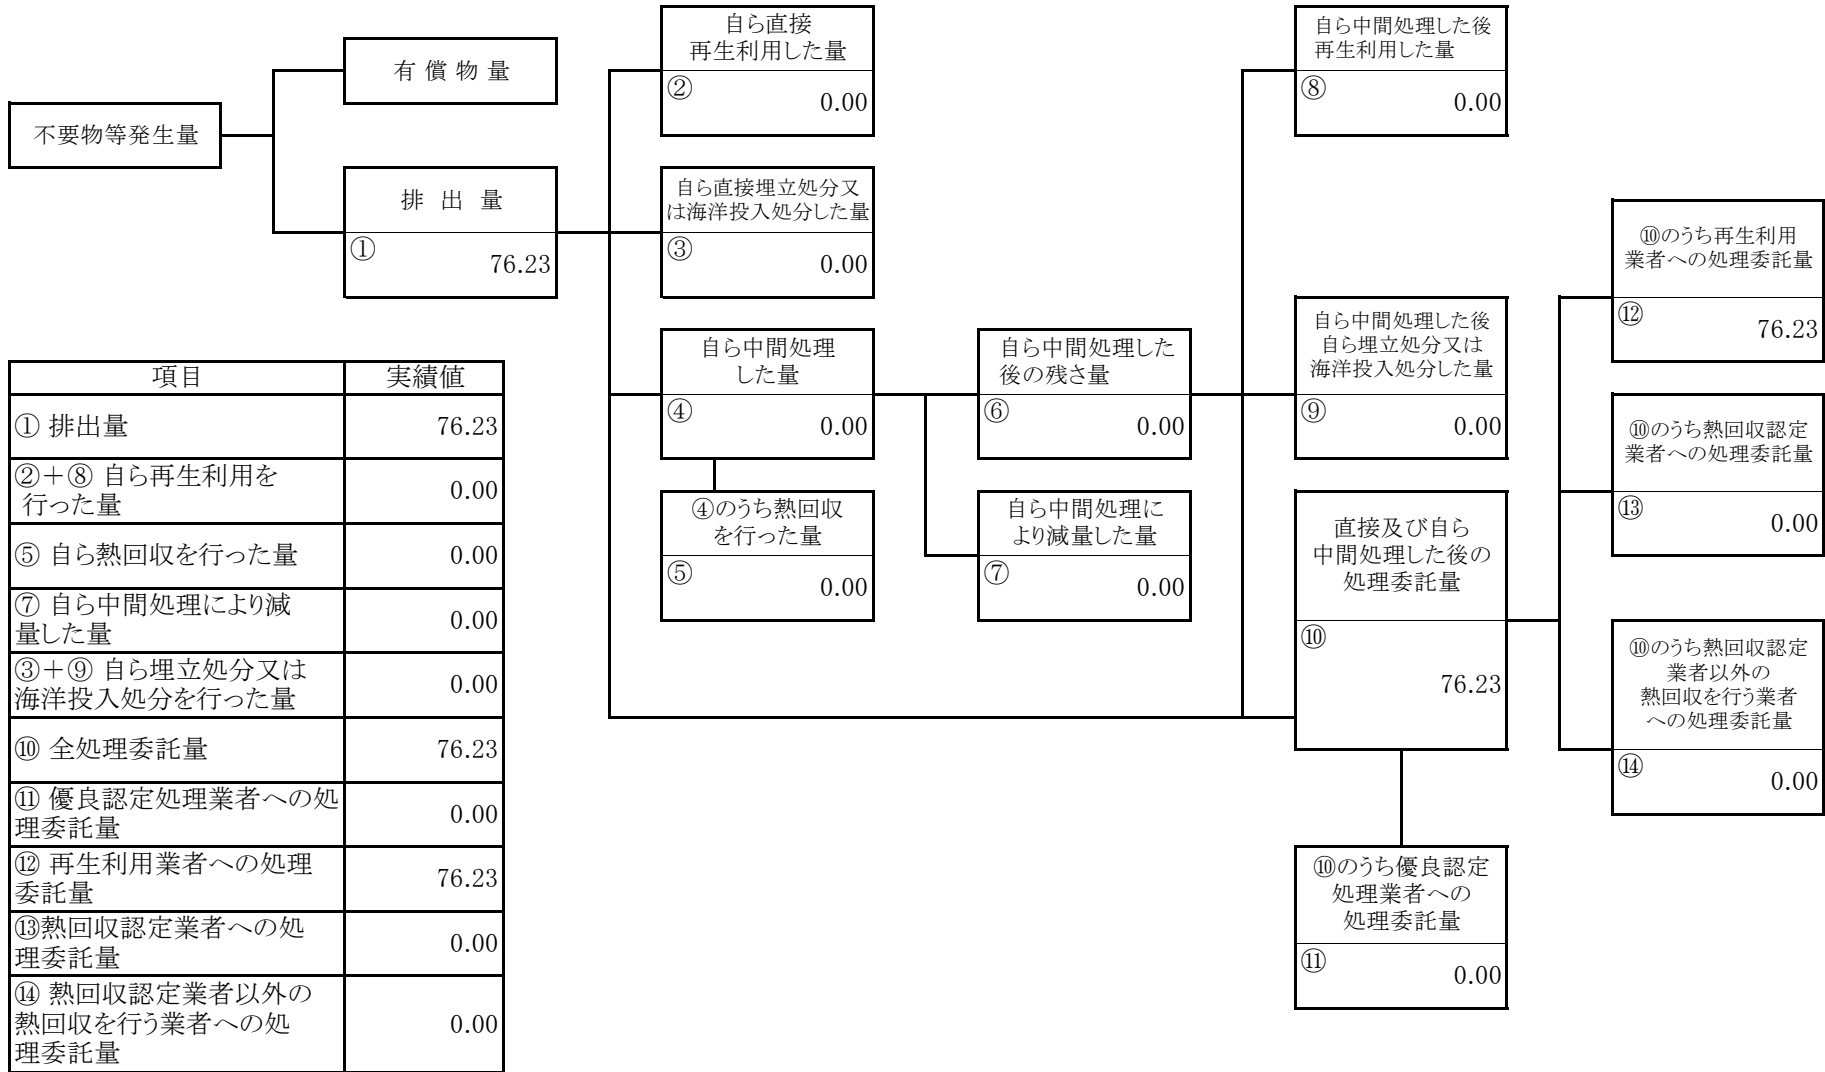 不要物等発生量
有 償 物 量
排 出 量
①
76.23
自ら直接
再生利用した量
②
0.00
自ら直接埋立処分又
は海洋投入処分した量
③
0.00
自ら中間処理
した量
④
0.00
④のうち熱回収
を行った量
⑤
0.00
自ら中間処理した
後の残さ量
⑥
0.00
自ら中間処理に
より減量した量
⑦
0.00
自ら中間処理した後
再生利用した量
⑧
0.00
自ら中間処理した後
自ら埋立処分又は
海洋投入処分した量
⑨
0.00
直接及び自ら
中間処理した後の
処理委託量
⑩
76.23
⑩のうち優良認定
処理業者への
処理委託量
⑪
0.00
⑩のうち再生利用
業者への処理委託量
⑫
76.23
⑩のうち熱回収認定
業者への処理委託量
⑬
0.00
⑩のうち熱回収認定
業者以外の
熱回収を行う業者
への処理委託量
⑭
0.00
項目 実績値
① 排出量 76.23
②+⑧ 自ら再生利用を
行った量 0.00
⑤ 自ら熱回収を行った量 0.00
⑦ 自ら中間処理により減
量した量 0.00
③+⑨ 自ら埋立処分又は
海洋投入処分を行った量 0.00
⑩ 全処理委託量 76.23
⑪ 優良認定処理業者への処
理委託量 0.00
⑫ 再生利用業者への処理
委託量 76.23
⑬熱回収認定業者への処
理委託量 0.00
⑭ 熱回収認定業者以外の
熱回収を行う業者への処
理委託量 0.00